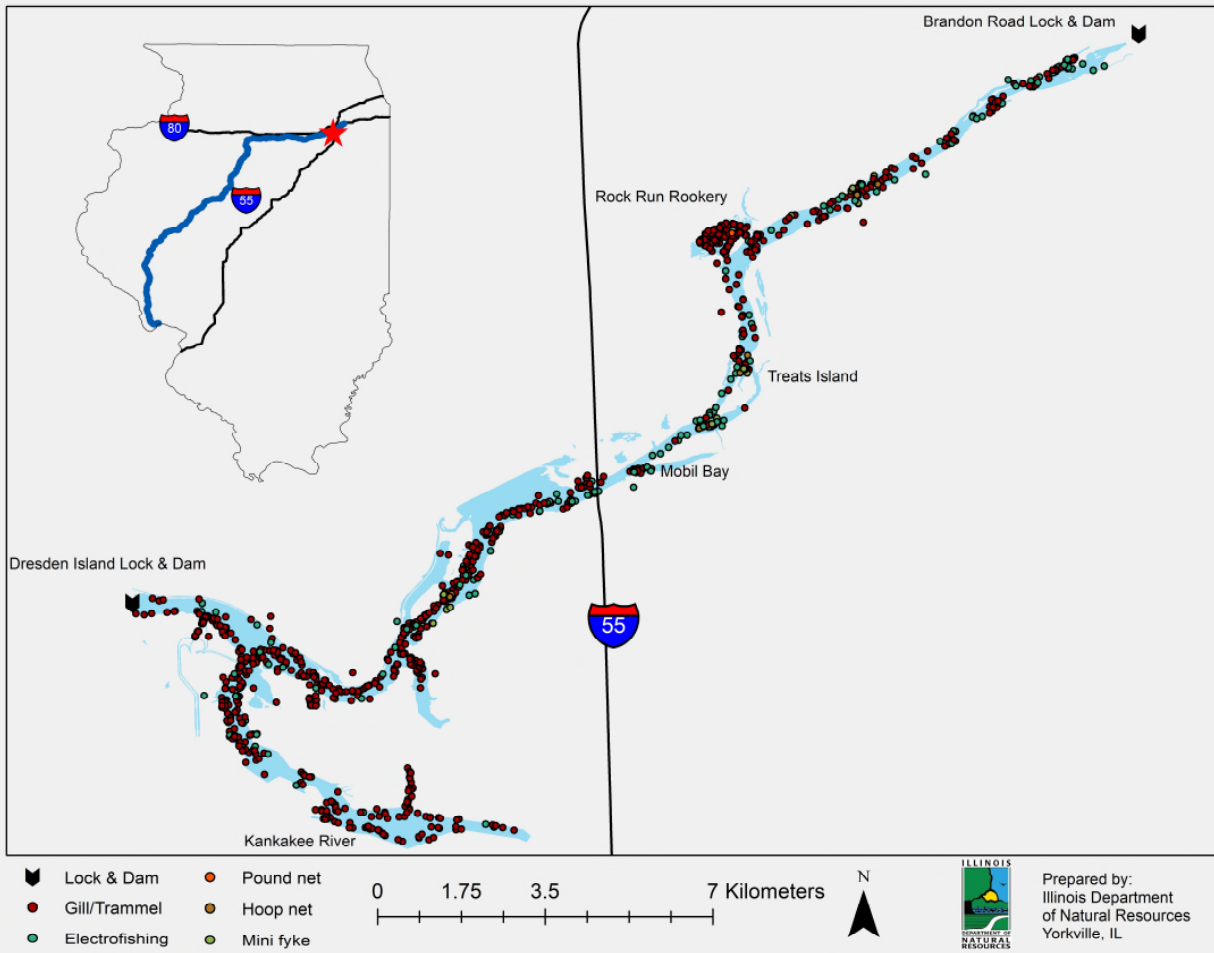 Brandon Road Lock & Dam
80
55
Rock Run Rookery
Treats Island
Mobil Bay
Dresden Island Lock & Dam
55
Kankakee River
Lock & Dam
Gill/Trammel
Electrofishing
Pound net
Hoop net
Mini fyke
0 1.75 3.5 7 Kilometers
N
ILLINOIS
DEPARTMENT OF
NATURAL
RESOURCES
Prepared by:
Illinois Department
of Natural Resources
Yorkville, IL